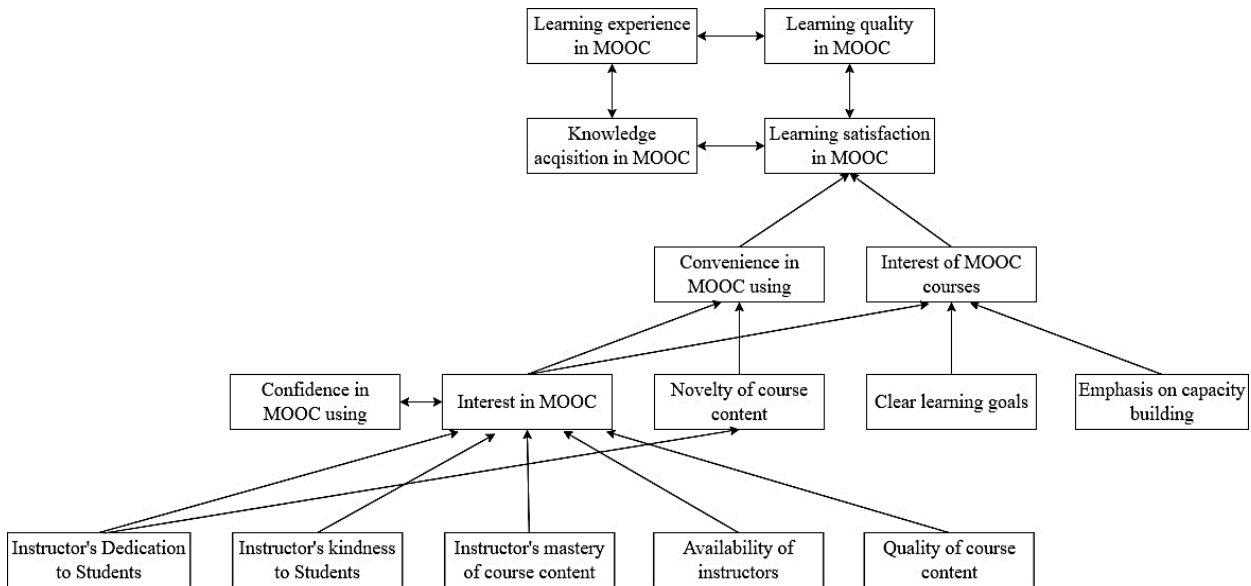 Learning experience
in MOOC
Learning quality
in MOOC
Knowledge
acqisition in MOOC
Learning satisfaction
in MOOC
Convenience in
MOOC using
Interest of MOOC
courses
Confidence in
MOOC using
Interest in MOOC
Novelty of course
content
Clear learning goals
Emphasis on capacity
building
Instructor's Dedication
to Students
Instructor's kindness
to Students
Instructor's mastery
of course content
Availability of
instructors
Quality of course
content